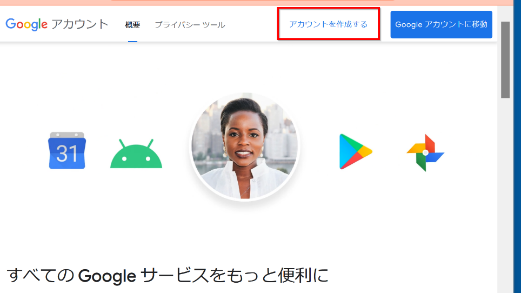 Google アカウント 概要 プライバシー ツール アカウントを作成する Google アカウントに移動
31
すべての Google サービスをもっと便利に